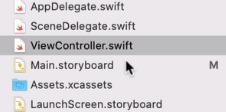 AppDelegate.swift
SceneDelegate.swift
ViewController.swift
Main.storyboard M
Assets.xcassets
LaunchScreen.storyboard